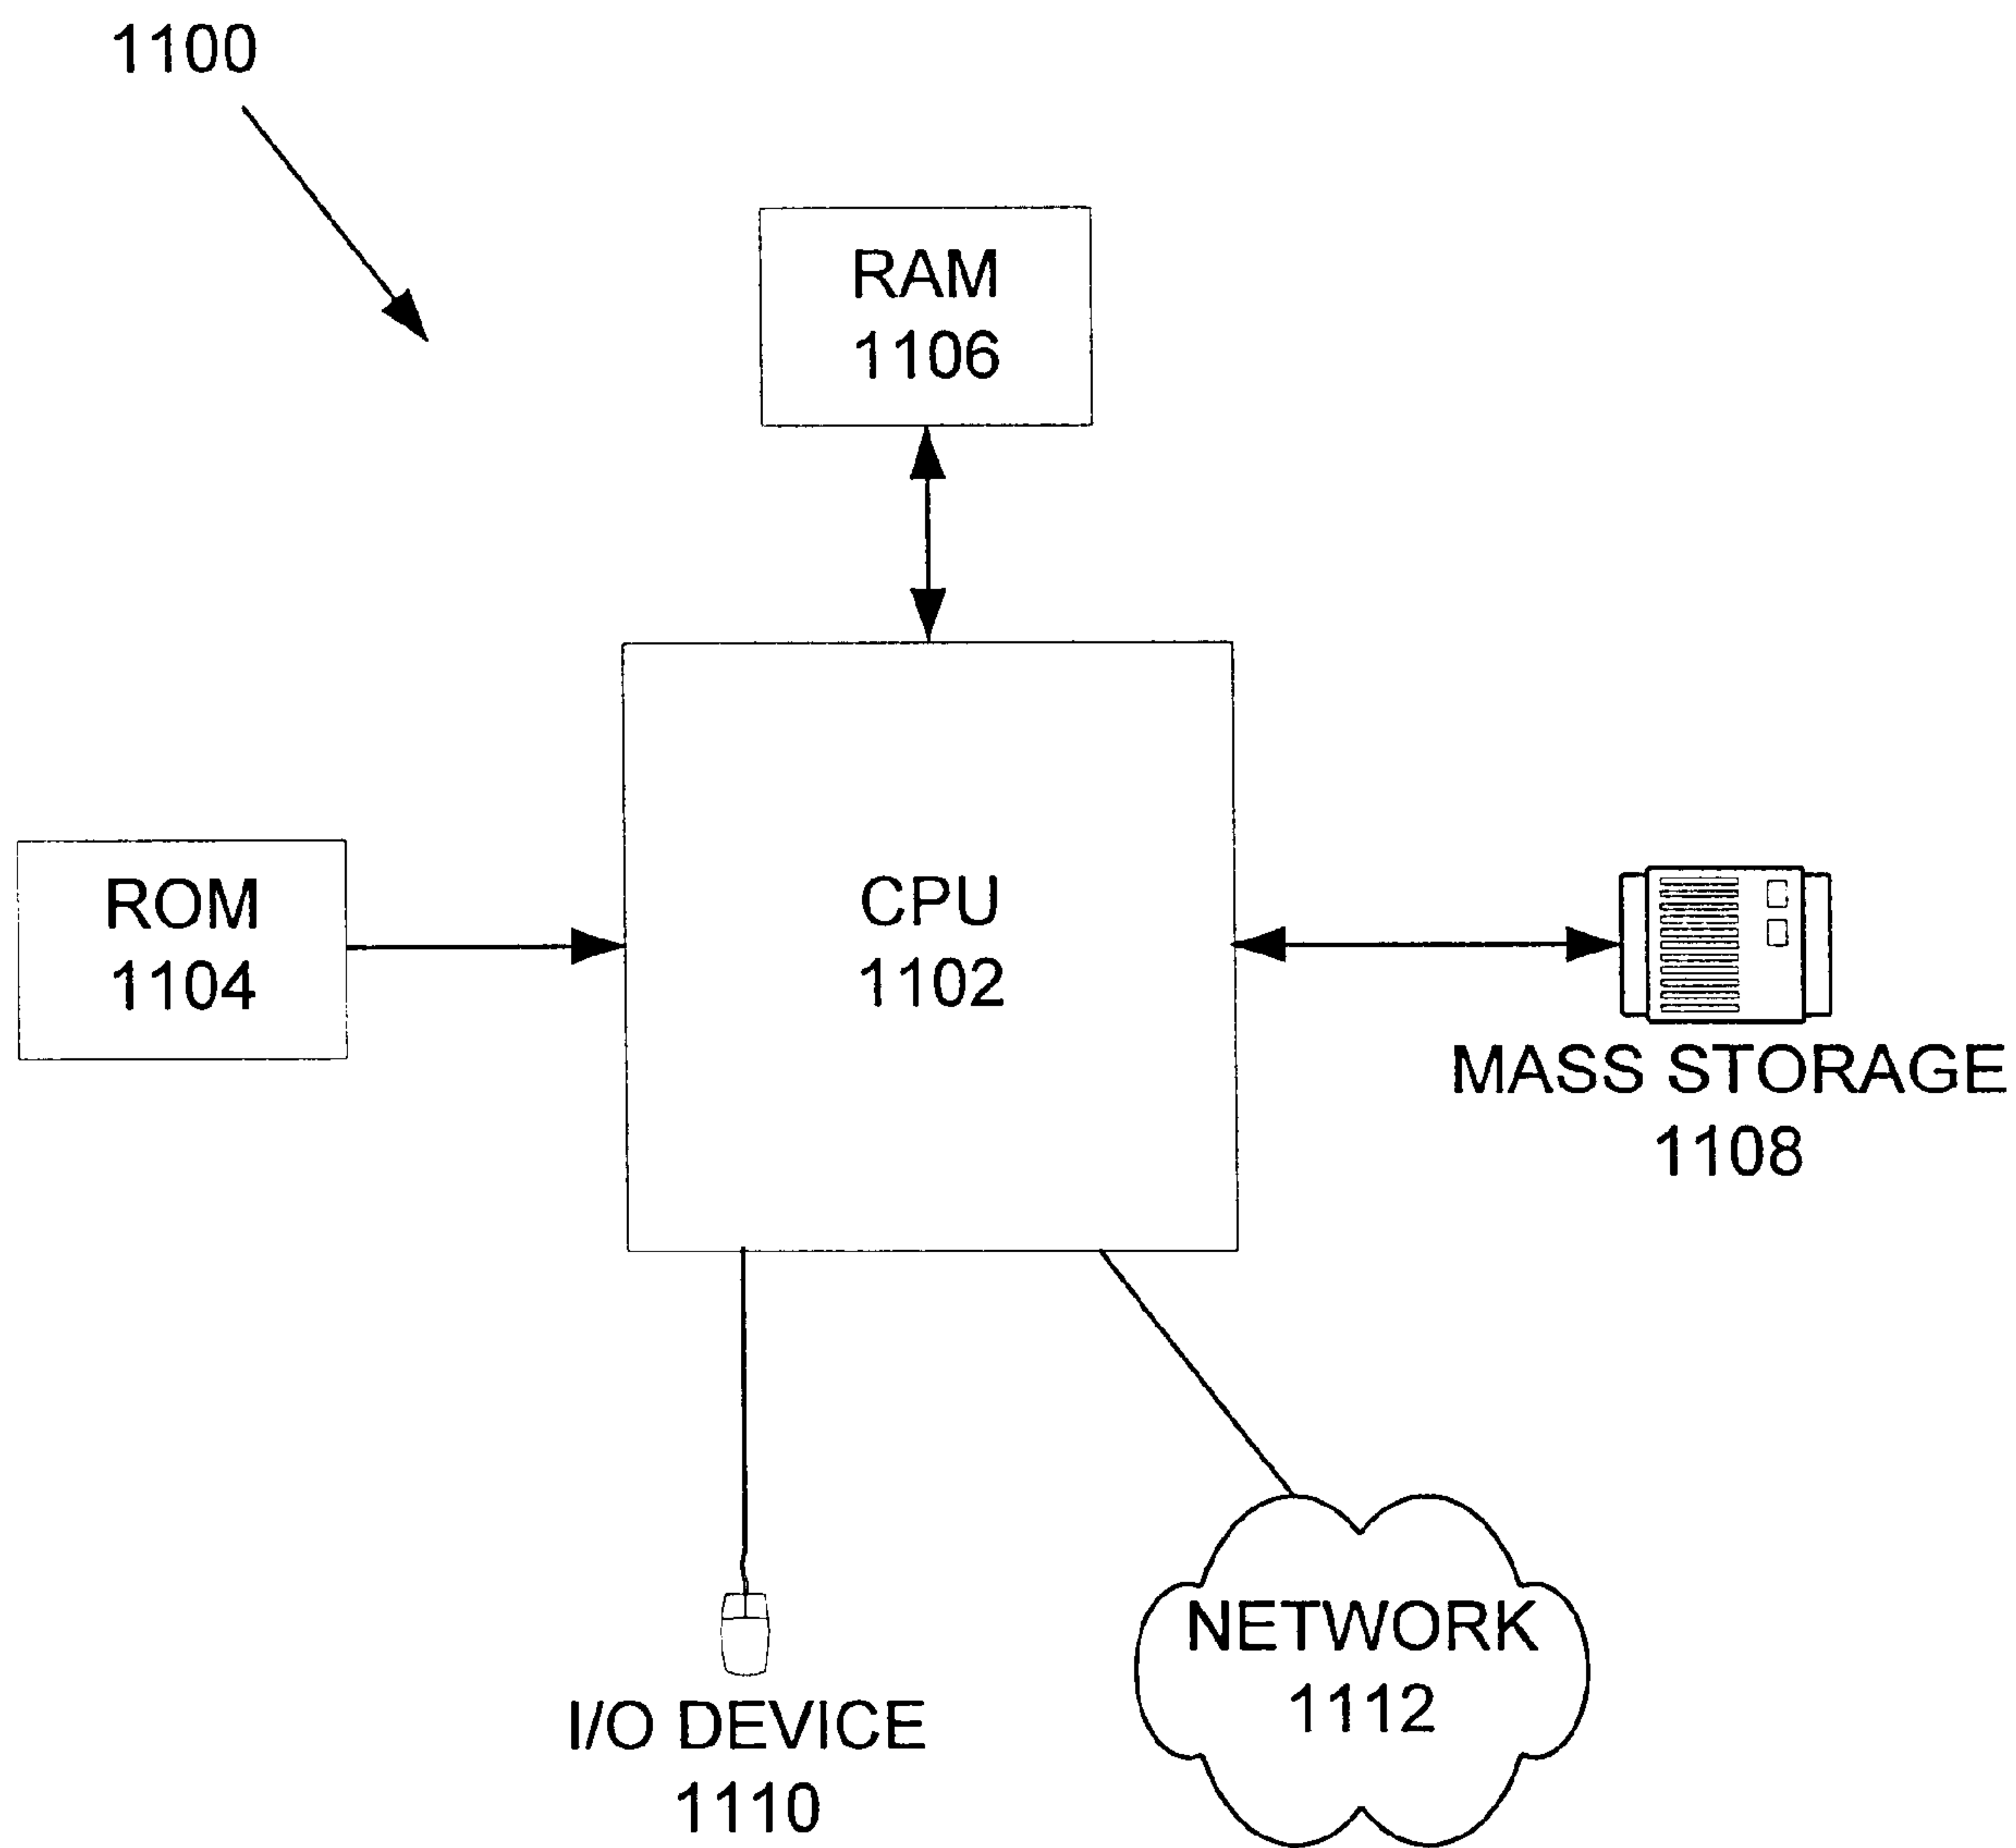 1100
RAM
1106
ROM
1104
CPU
1102
MASS STORAGE
1108
I/O DEVICE
1110
NETWORK
1112